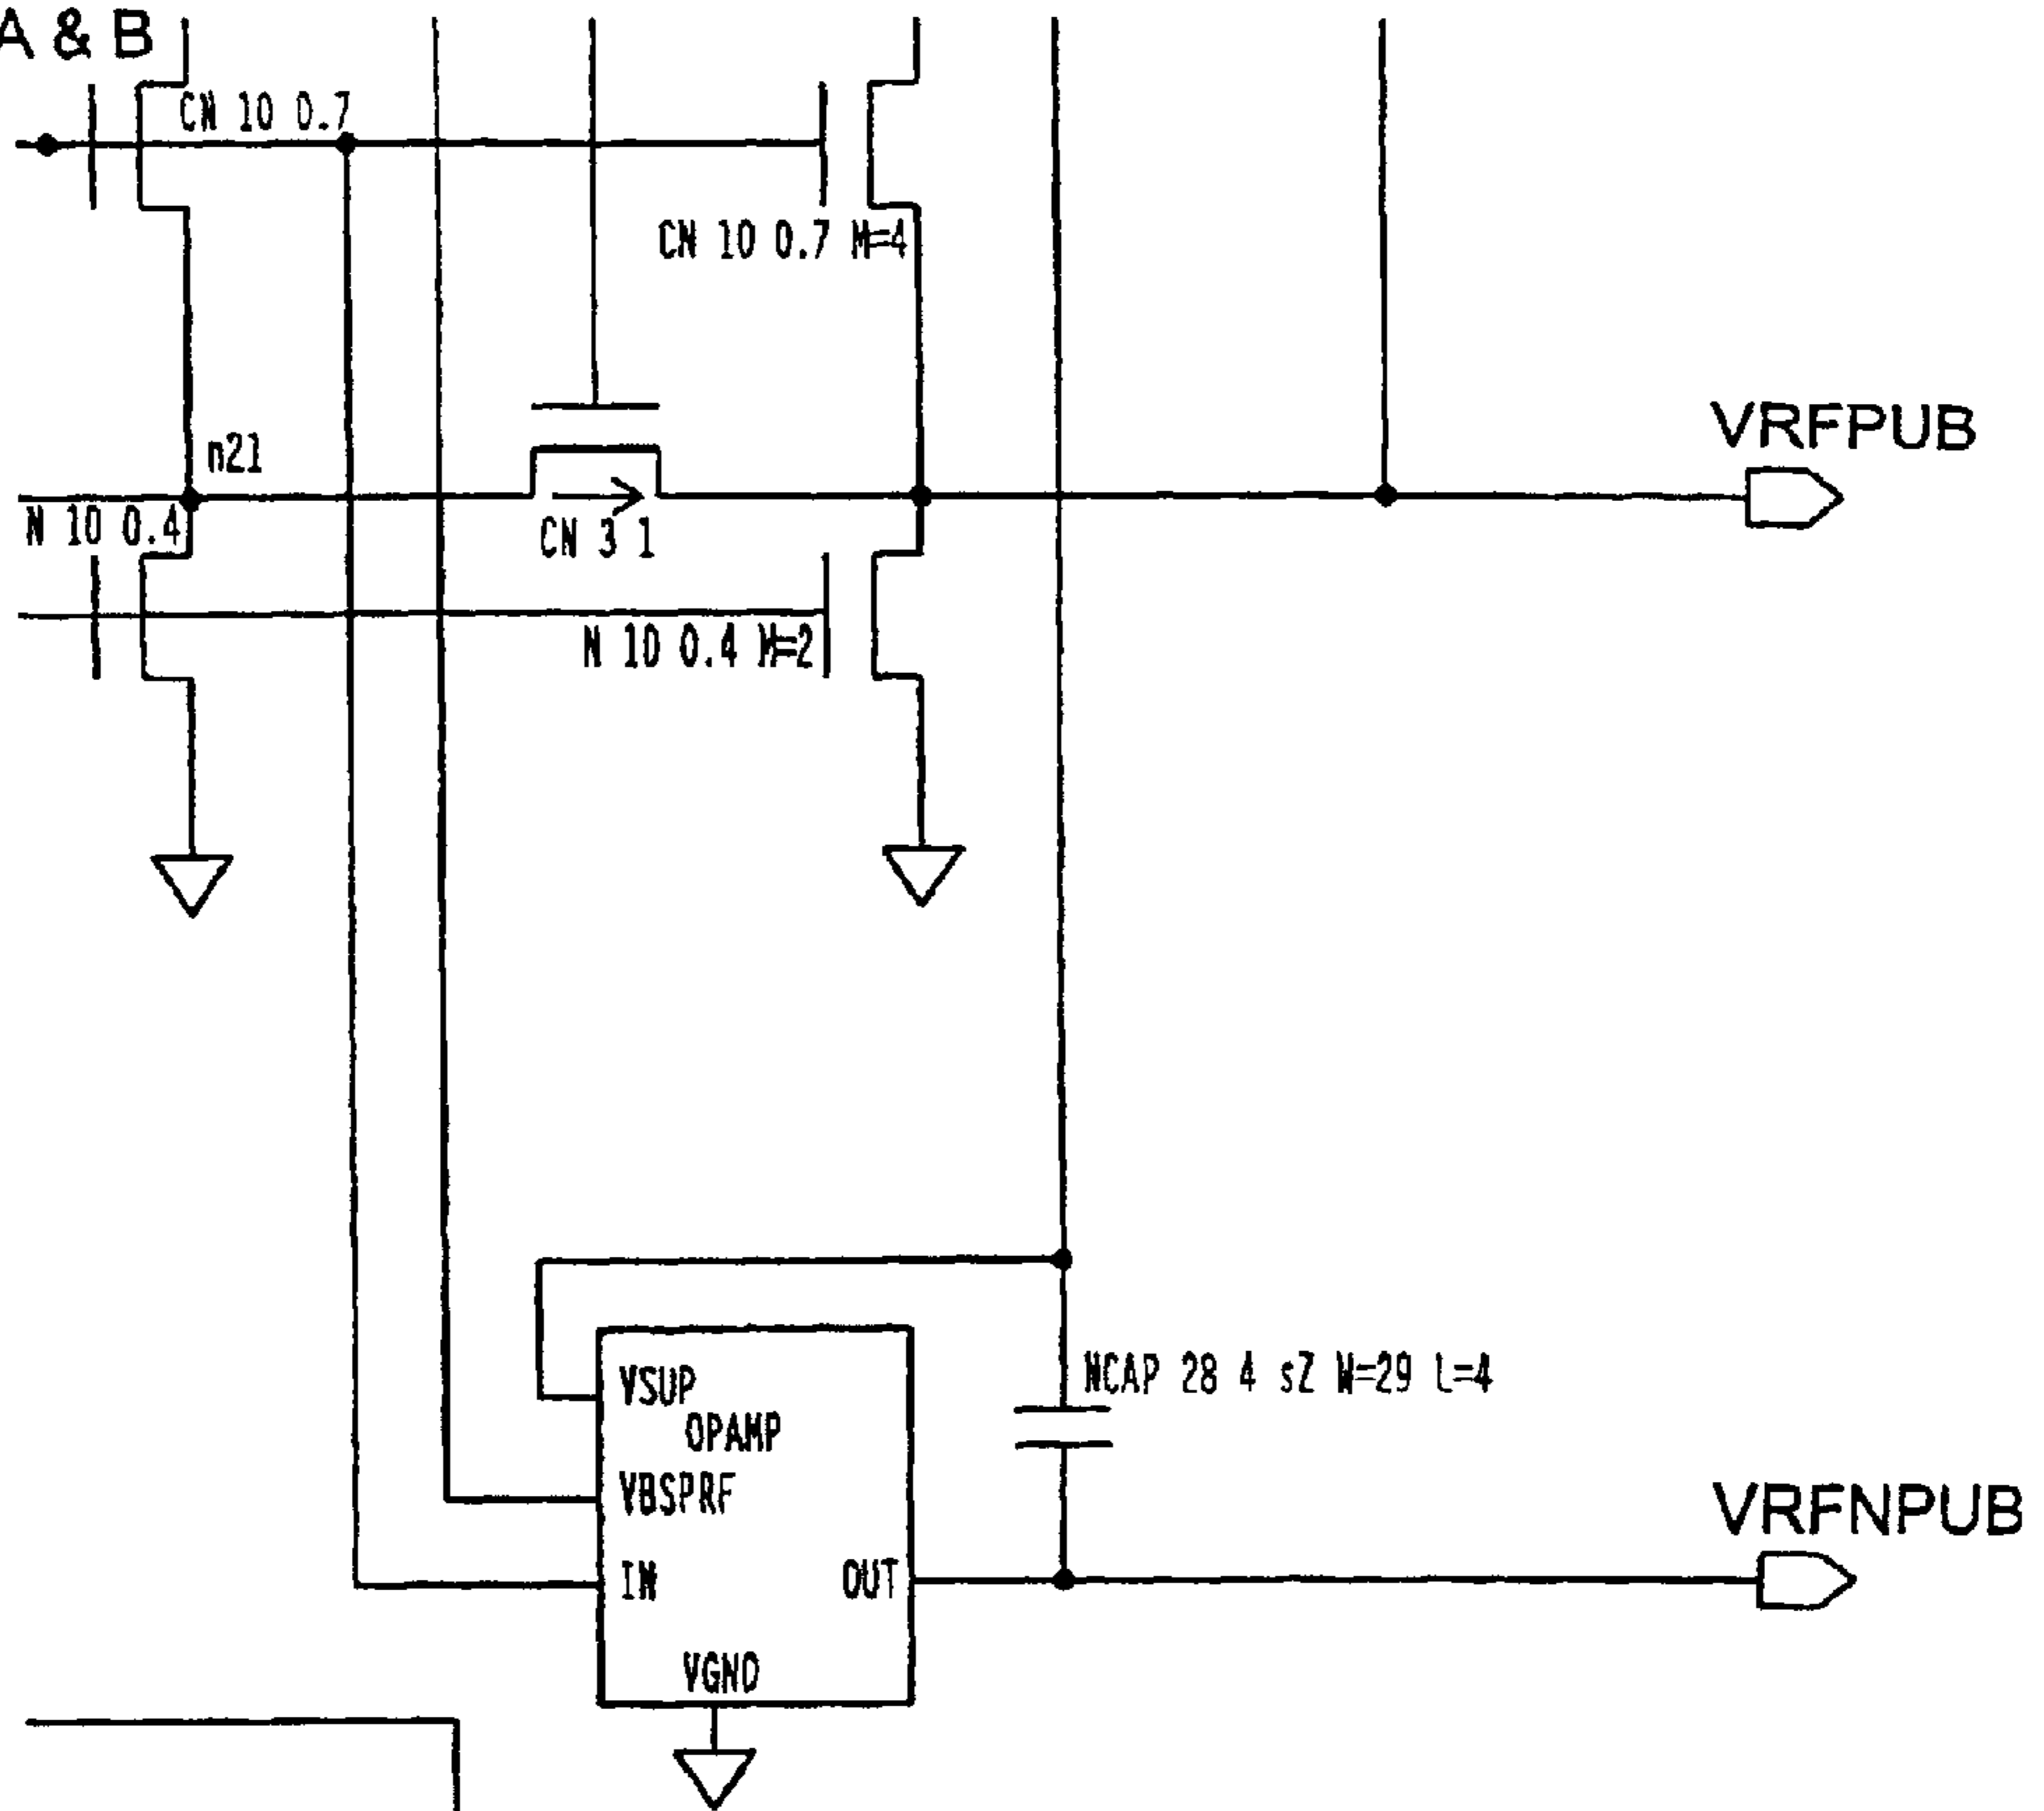 A & B
CN 10 0.7
CN 10 0.7 M=4
VRFPUB
n21
N 10 0.4
CN 3 1
N 10 0.4 M=2
NCAP 28 4 sZ W=29 L=4
VSUP
OPAMP
VBSPRF
VRFNPUB
IN
OUT
VGND